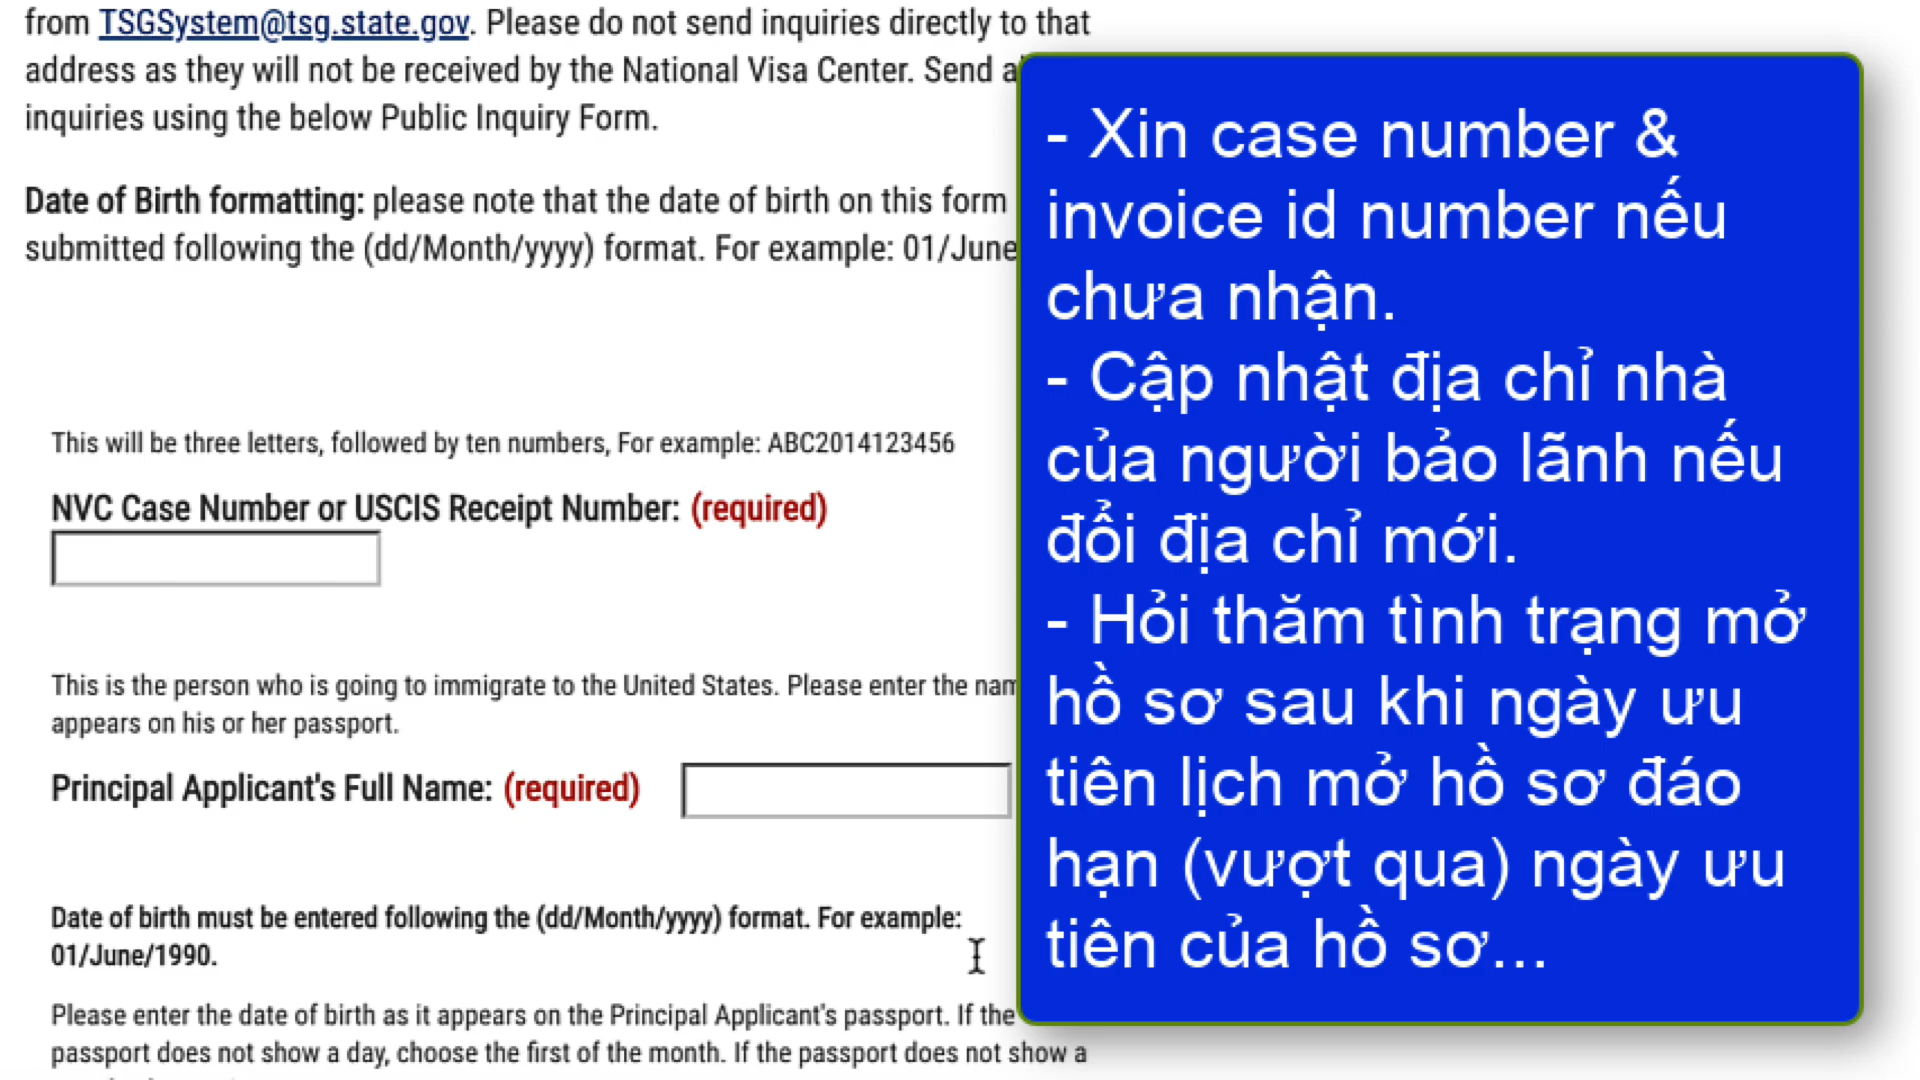 from TSGSystem@tsg.state.gov. Please do not send inquiries directly to that
address as they will not be received by the National Visa Center. Send a
inquiries using the below Public Inquiry Form.
Date of Birth formatting: please note that the date of birth on this form
submitted following the (dd/Month/yyyy) format. For example: 01/June
This will be three letters, followed by ten numbers, For example: ABC2014123456
NVC Case Number or USCIS Receipt Number: (required)
This is the person who is going to immigrate to the United States. Please enter the
appears on his or her passport.
Principal Applicant's Full Name: (required)
Date of birth must be entered following the (dd/Month/yyyy) format. For example:
01/June/1990.
Please enter the date of birth as it appears on the Principal Applicant's passport. If the
passport does not show a day, choose the first of the month. If the passport does not show a
- Xin case number &
invoice id number nếu
chưa nhận.
- Cập nhật địa chỉ nhà
của người bảo lãnh nếu
đổi địa chỉ mới.
- Hỏi thăm tình trạng mở
hồ sơ sau khi ngày ưu
tiên lịch mở hồ sơ đáo
hạn (vượt qua) ngày ưu
tiên của hồ sơ...